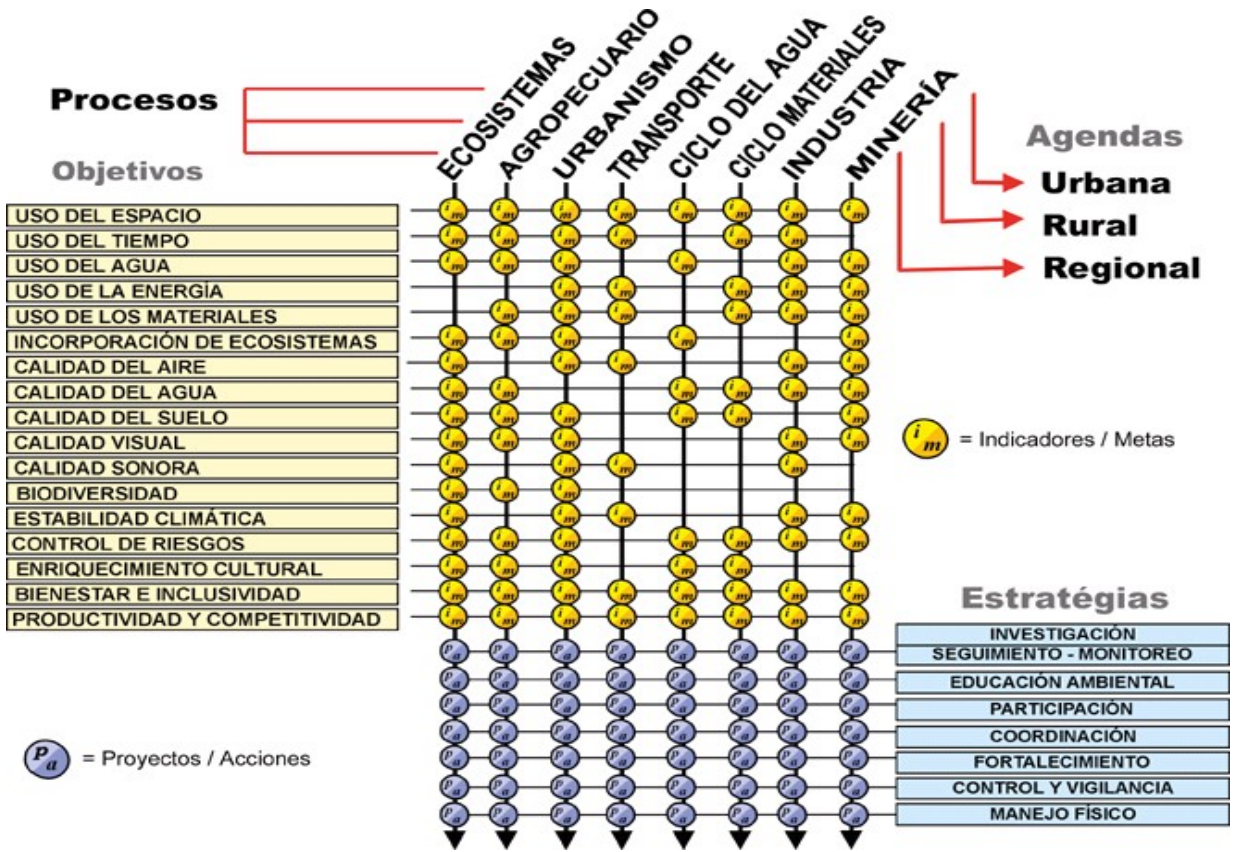 Procesos
ECOSISTEMAS
AGROPECUARIO
URBANISMO
TRANSPORTE
CICLO DEL AGUA
CICLO MATERIALES
INDUSTRIA
MINERÍA
Agendas
Urbana
Rural
Regional
Objetivos
USO DEL ESPACIO
USO DEL TIEMPO
USO DEL AGUA
USO DE LA ENERGÍA
USO DE LOS MATERIALES
INCORPORACIÓN DE ECOSISTEMAS
CALIDAD DEL AIRE
CALIDAD DEL AGUA
CALIDAD DEL SUELO
CALIDAD VISUAL
CALIDAD SONORA
BIODIVERSIDAD
ESTABILIDAD CLIMÁTICA
CONTROL DE RIESGOS
ENRIQUECIMIENTO CULTURAL
BIENESTAR E INCLUSIVIDAD
PRODUCTIVIDAD Y COMPETITIVIDAD
i m = Indicadores / Metas
Estratégias
INVESTIGACIÓN
SEGUIMIENTO - MONITOREO
EDUCACIÓN AMBIENTAL
PARTICIPACIÓN
COORDINACIÓN
FORTALECIMIENTO
CONTROL Y VIGILANCIA
MANEJO FÍSICO
P a = Proyectos / Acciones